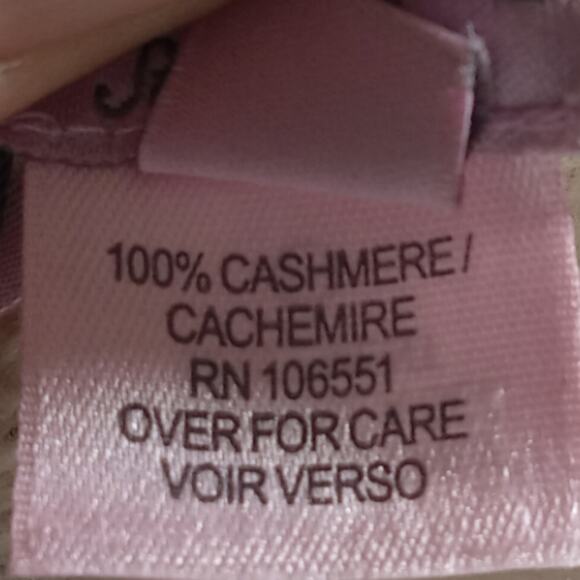 100% CASHMERE/
CACHEMIRE
RN 106551
OVER FOR CARE
VOIR VERSO